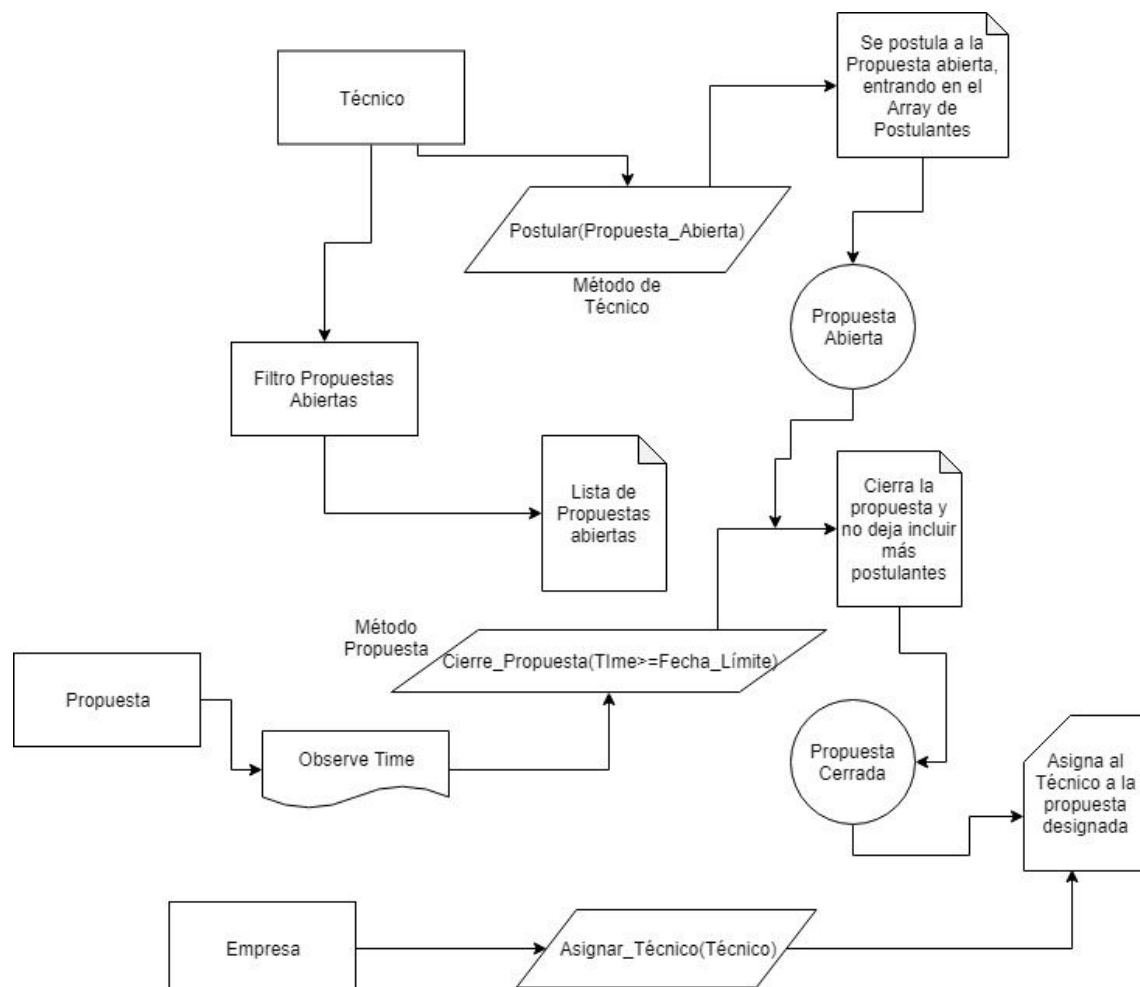 Técnico
Se postula a la
Propuesta abierta,
entrando en el
Array de
Postulantes
Postular(Propuesta_Abierta)
Método de
Técnico
Propuesta
Abierta
Filtro Propuestas
Abiertas
Lista de
Propuestas
abiertas
Cierra la
propuesta y
no deja incluir
más
postulantes
Método
Propuesta
Cierre_Propuesta(TIme>=Fecha_Límite)
Propuesta
Observe Time
Propuesta
Cerrada
Asigna al
Técnico a la
propuesta
designada
Empresa
Asignar_Técnico(Técnico)